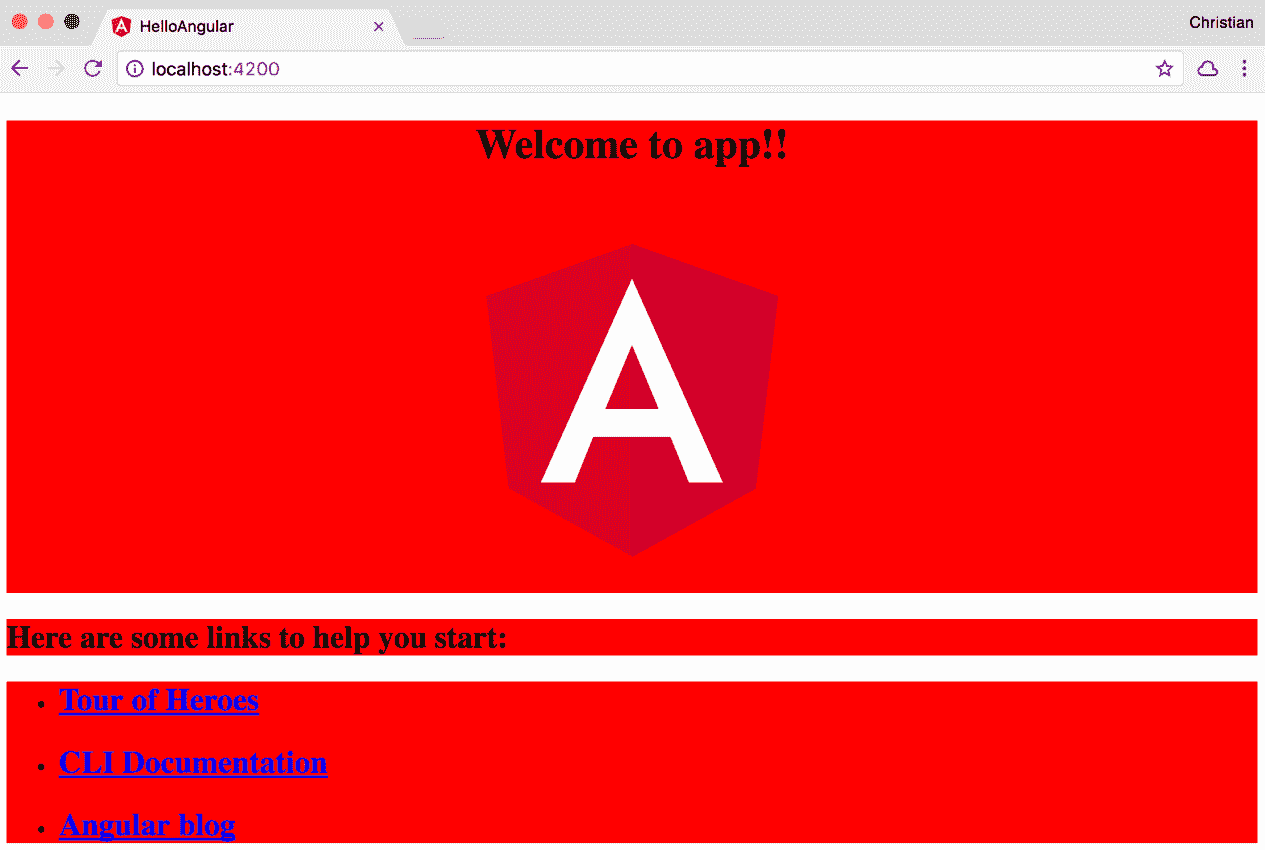 HelloAngular
Christian
localhost:4200
Welcome to app!!
A
Here are some links to help you start:
Tour of Heroes
CLI Documentation
Angular blog